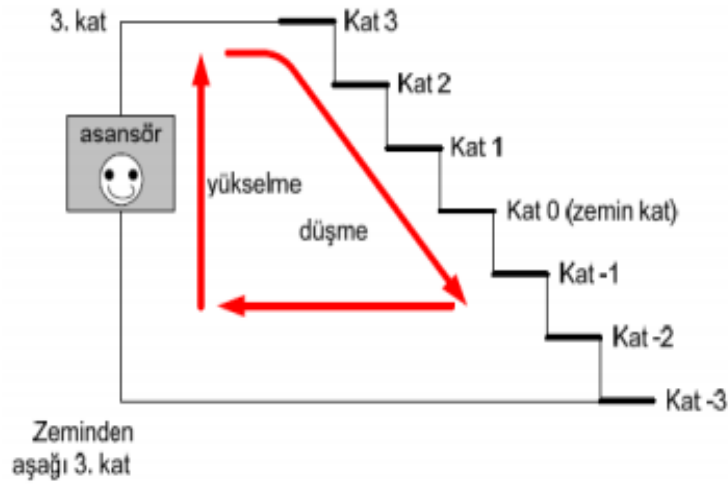 3. kat
Kat 3
Kat 2
asansör
Kat 1
yükselme
Kat 0 (zemin kat)
düşme
Kat -1
Kat -2
Kat -3
Zeminden
aşağı 3. kat